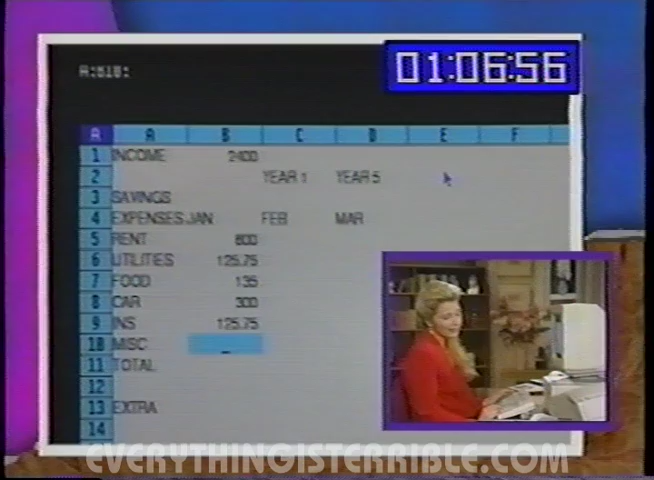 01:06:56
A:B10:
A A B C D E F
1 INCOME 2400
2 YEAR 1 YEAR 5
3 SAVINGS
4 EXPENSES JAN FEB MAR
5 RENT 600
6 UTILITIES 125.75
7 FOOD 135
8 CAR 300
9 INS 125.75
10 MISC
11 TOTAL
12
13 EXTRA
14
EVERYTHINGISTERRIBLE.COM